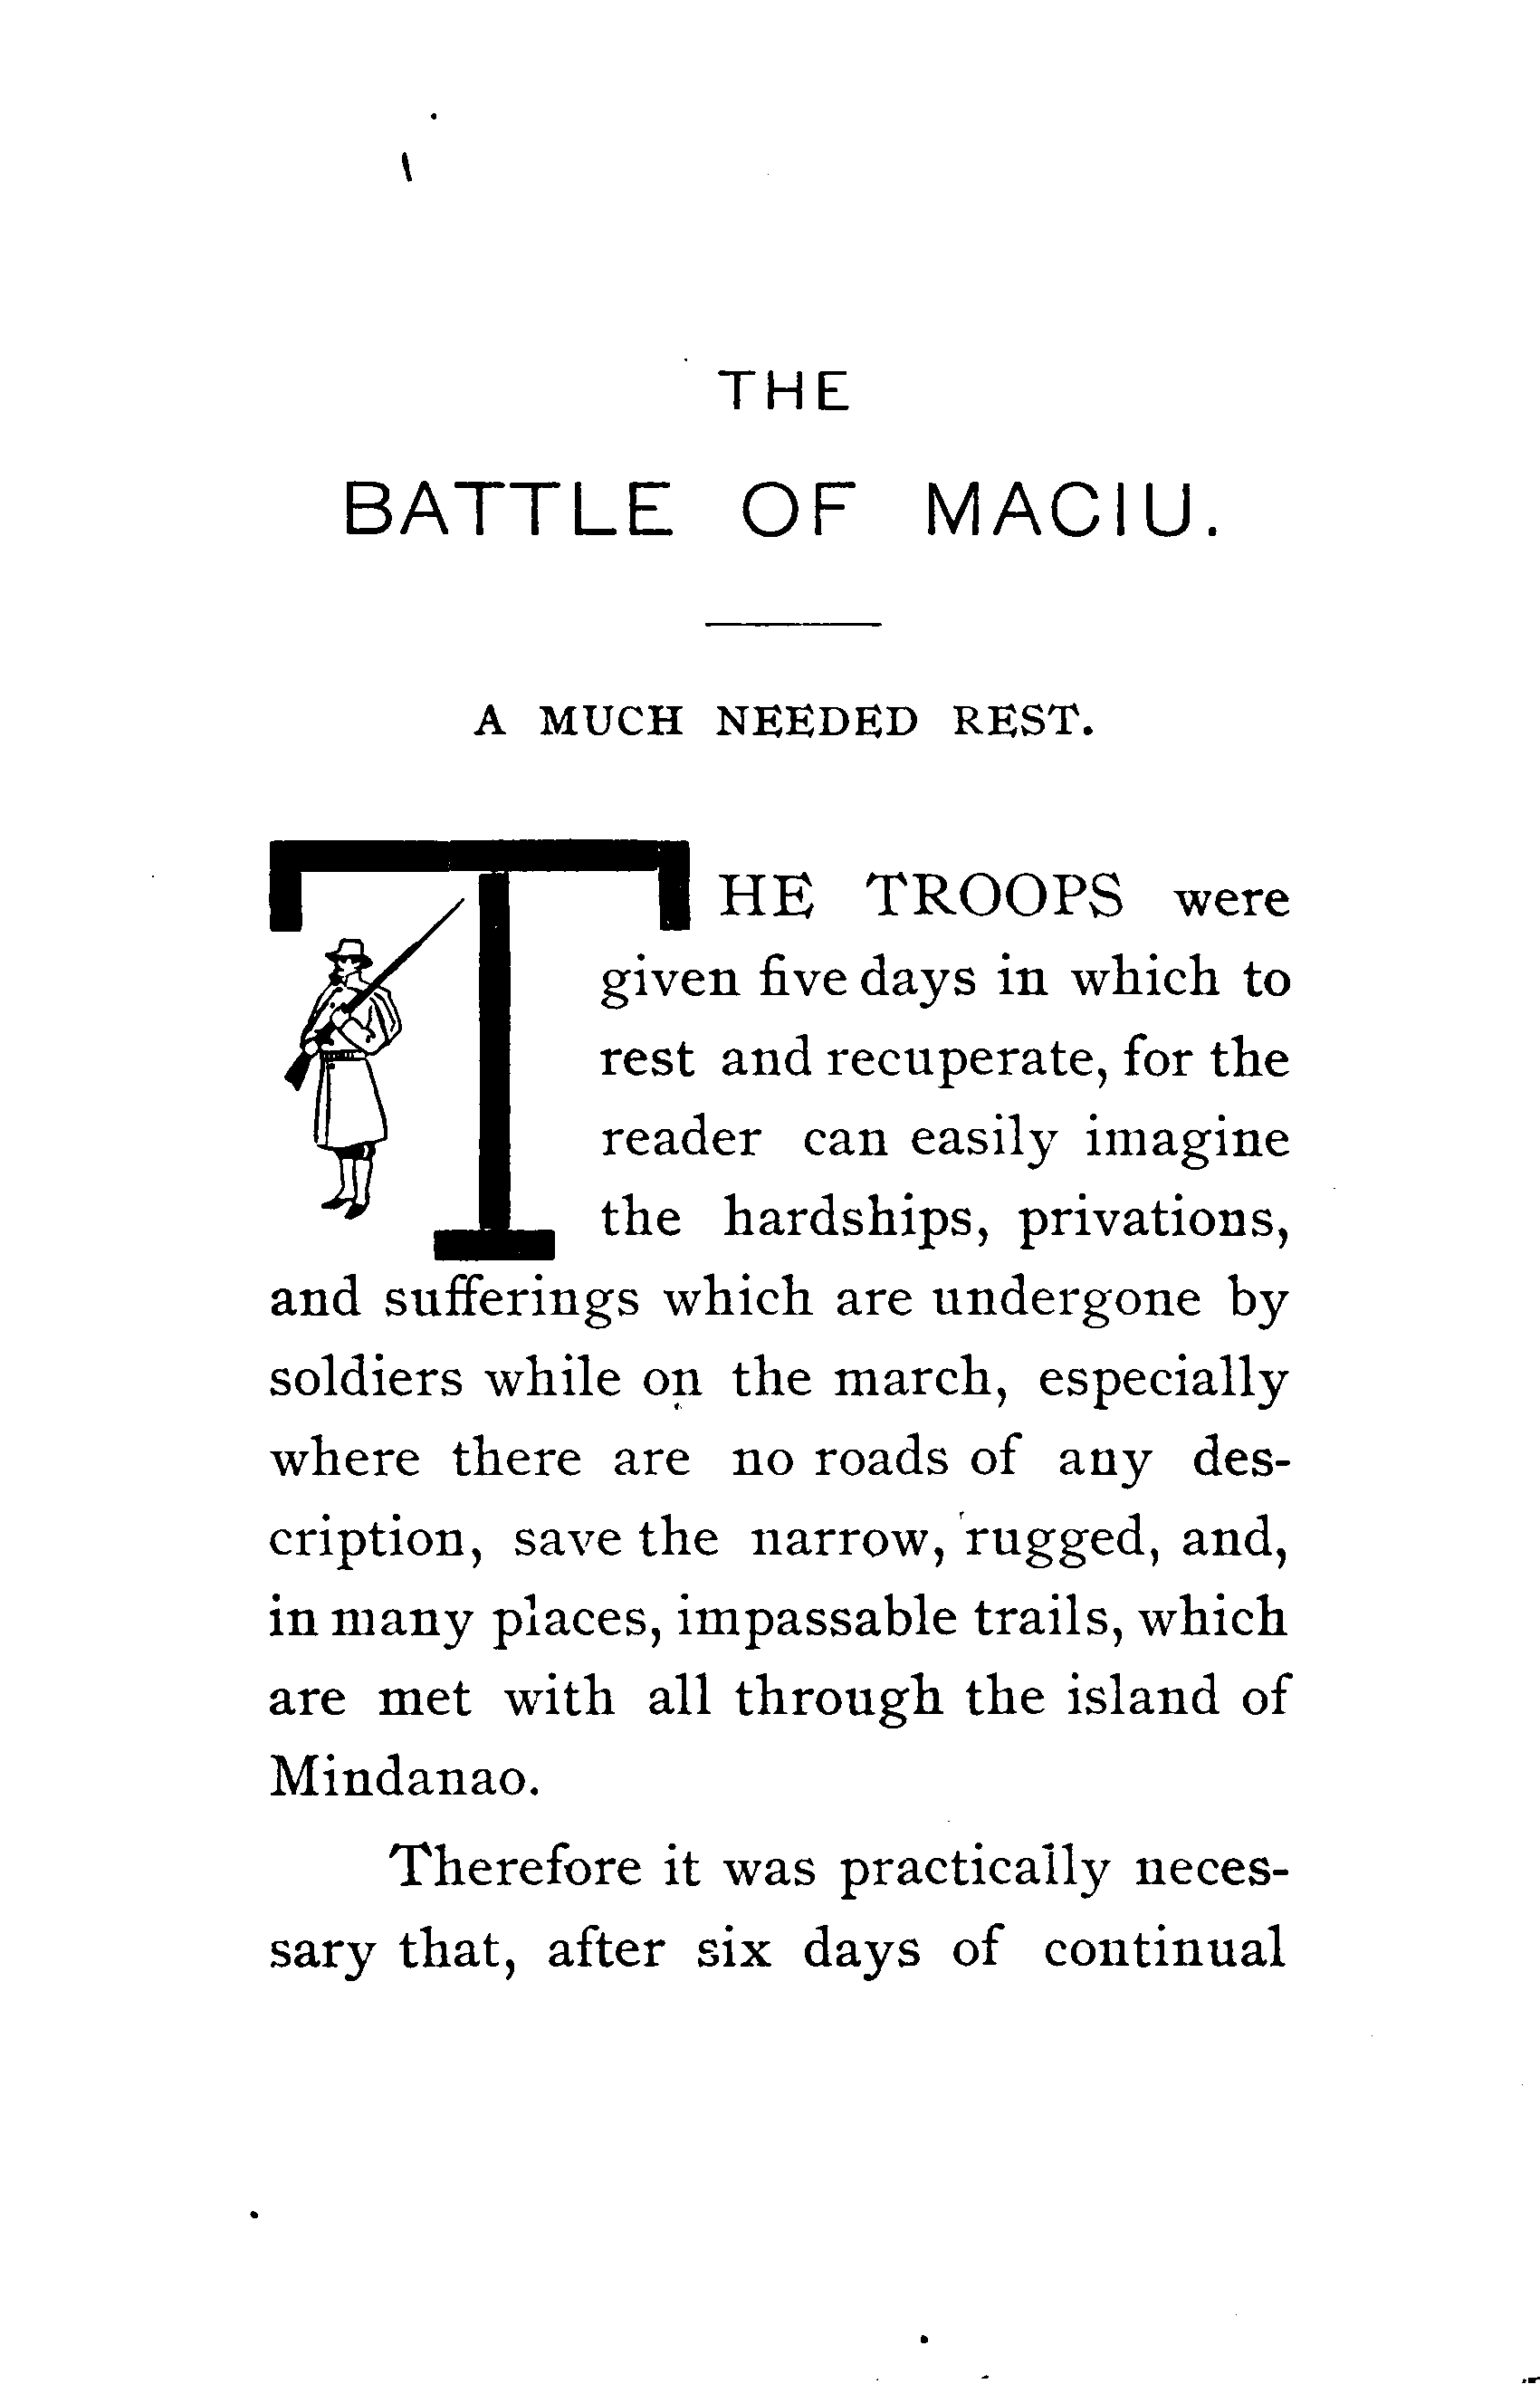 THE
BATTLE OF MACIU.
A MUCH NEEDED REST.
THE TROOPS were
given five days in which to
rest and recuperate, for the
reader can easily imagine
the hardships, privations,
and sufferings which are undergone by
soldiers while on the march, especially
where there are no roads of any des-
cription, save the narrow, rugged, and,
in many places, impassable trails, which
are met with all through the island of
Mindanao.
Therefore it was practically neces-
sary that, after six days of continual